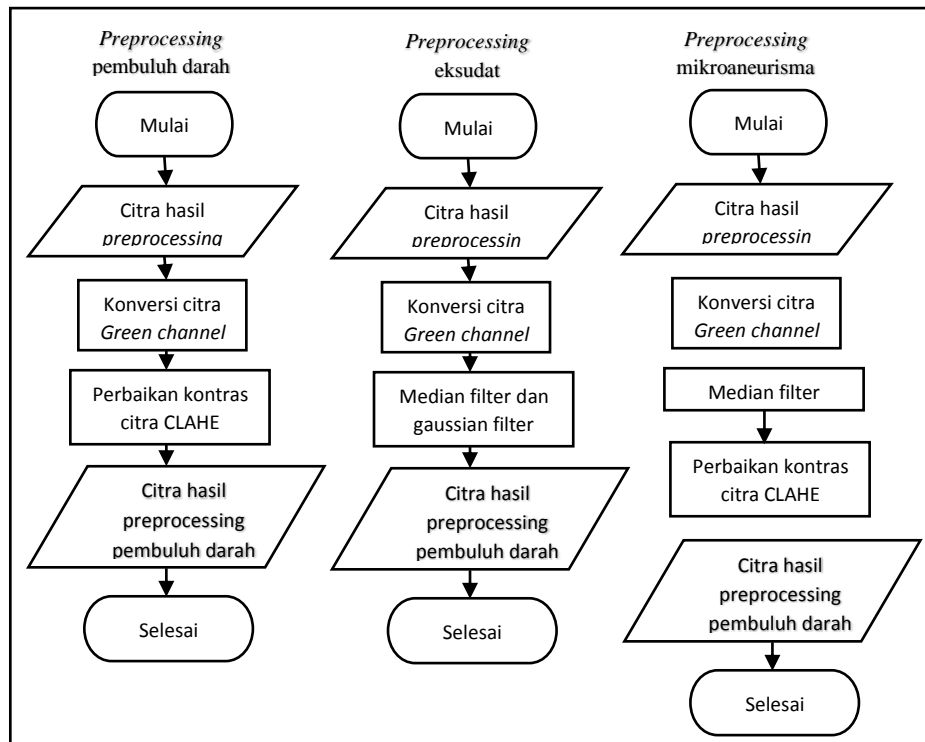 Preprocessing
pembuluh darah
Mulai
Citra hasil
preprocessing
Konversi citra
Green channel
Perbaikan kontras
citra CLAHE
Citra hasil
preprocessing
pembuluh darah
Selesai
Preprocessing
eksudat
Mulai
Citra hasil
preprocessin
Konversi citra
Green channel
Median filter dan
gaussian filter
Citra hasil
preprocessing
pembuluh darah
Selesai
Preprocessing
mikroaneurisma
Mulai
Citra hasil
preprocessin
Konversi citra
Green channel
Median filter
Perbaikan kontras
citra CLAHE
Citra hasil
preprocessing
pembuluh darah
Selesai